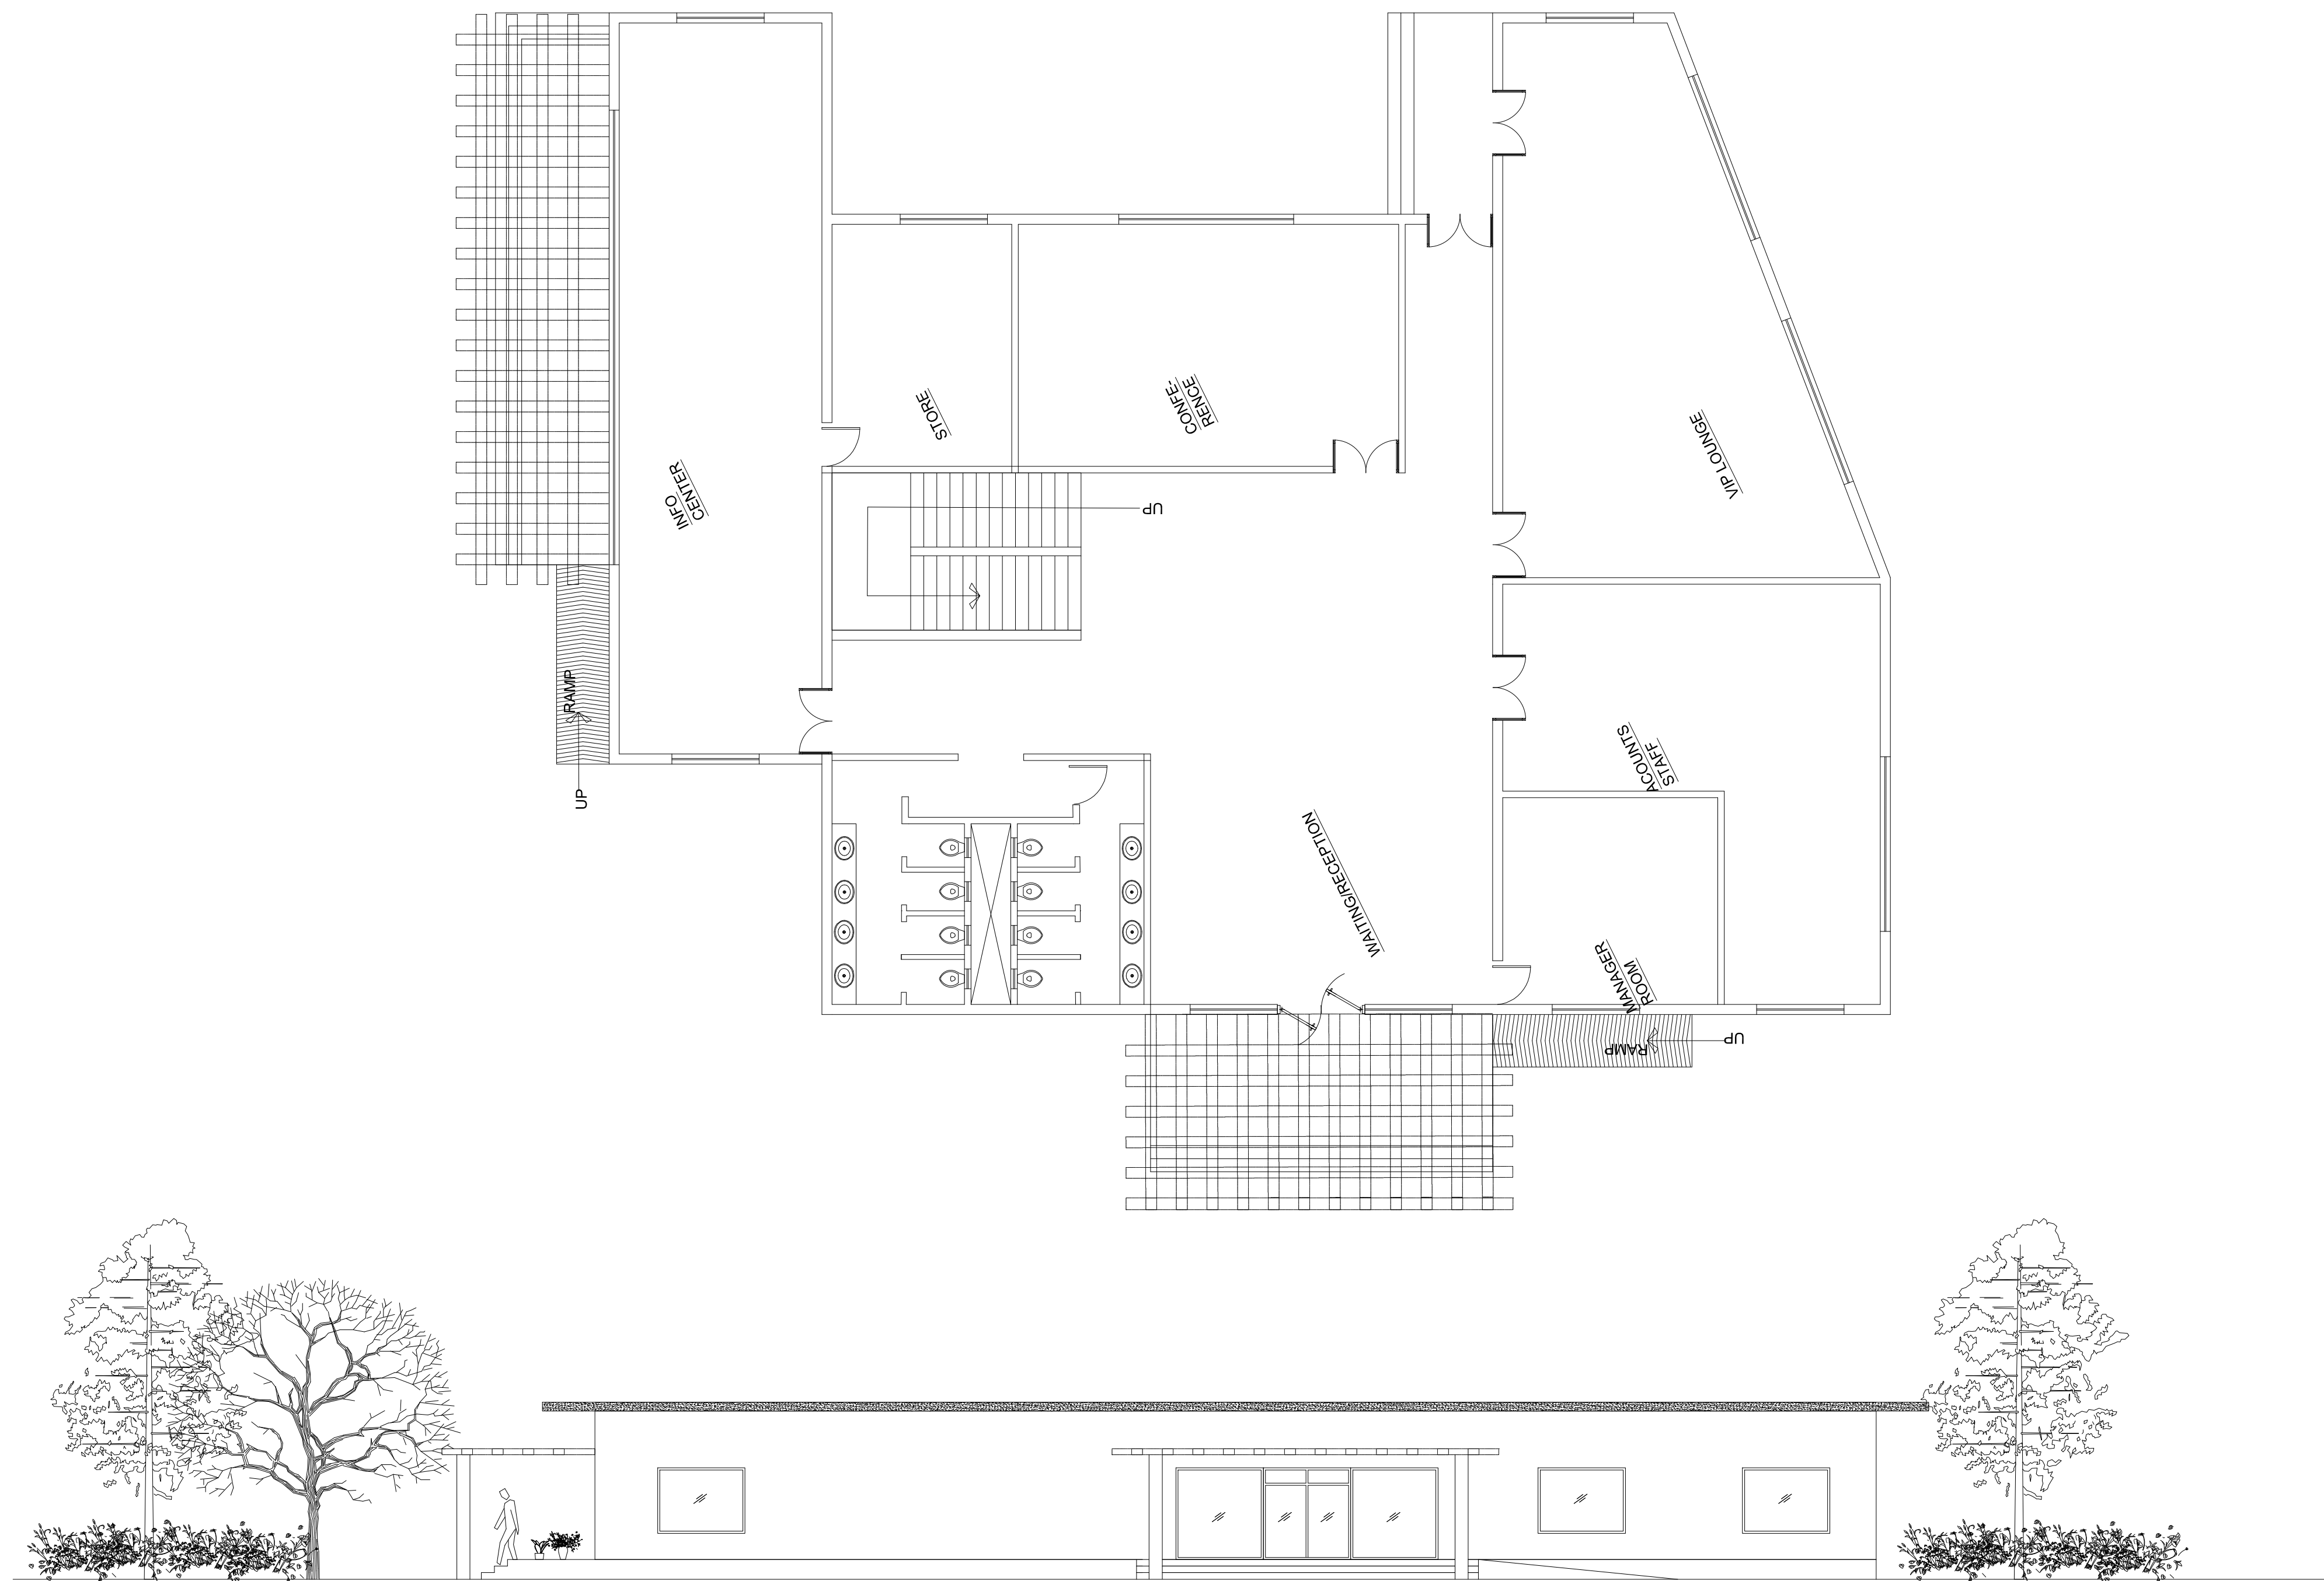 STORE
CONFE-
RENCE
VIP LOUNGE
INFO
CENTER
UP
RAMP
UP
ACOUNTS
STAFF
WAITING/RECEPTION
MANAGER
ROOM
RAMP
UP